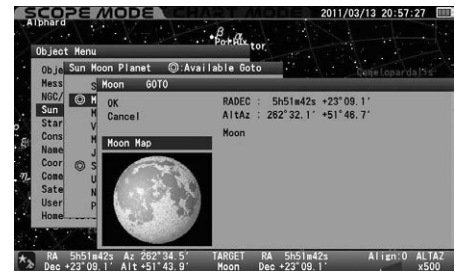 SCOPE MODE CHART MODE 2011/03/13 20:57:27
Alphard
β
Object Menu
Obje Sun Moon Planet ◎:Available Goto
Camelopardalis
Mess S Moon GOTO
NGC/ ◎ M OK RADEC : 5h51m42s +23°09.1'
Sun M Cancel AltAz : 262°32.1' +51°46.7'
Star V
Cons M Moon Map Moon
Name J
Coor ◎ S
Come U
Sate N
User P
Home
RA 5h51m42s Az 262°34.5' TARGET RA 5h51m42s Align:0 ALTAZ
Dec +23°09.1' Alt +51°43.9' Moon Dec +23°09.1' x500